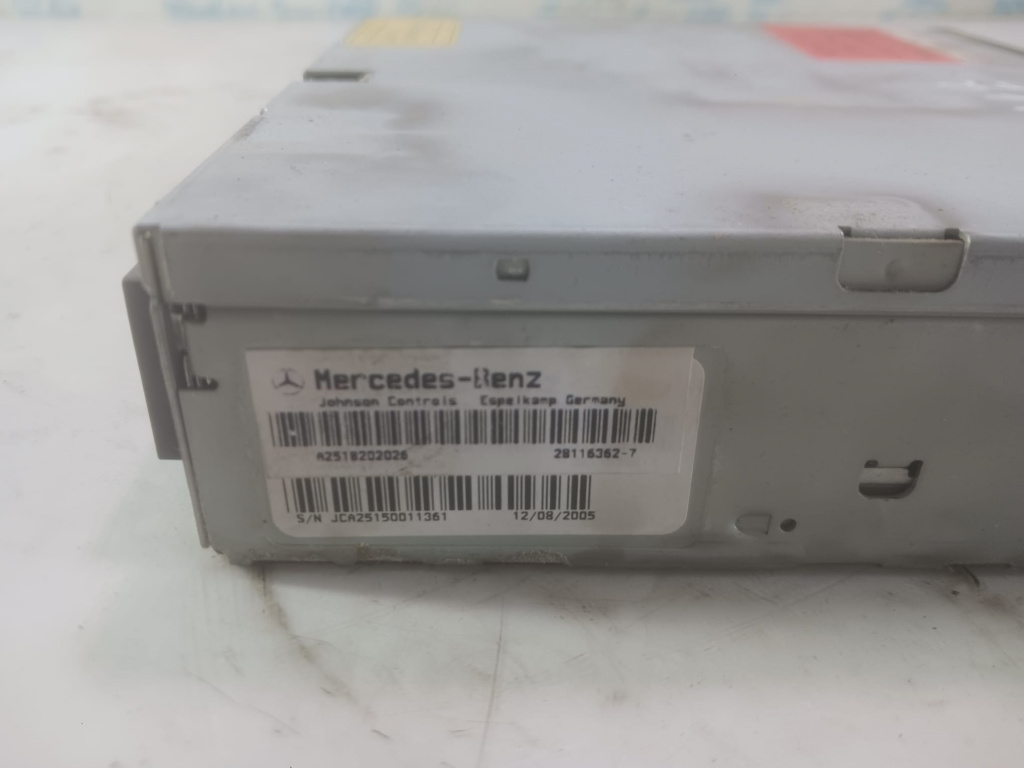 Mercedes-Benz
Johnson Controls Espelkamp Germany
A2518202026 28116362-7
S/N JCA25150011361 12/08/2005